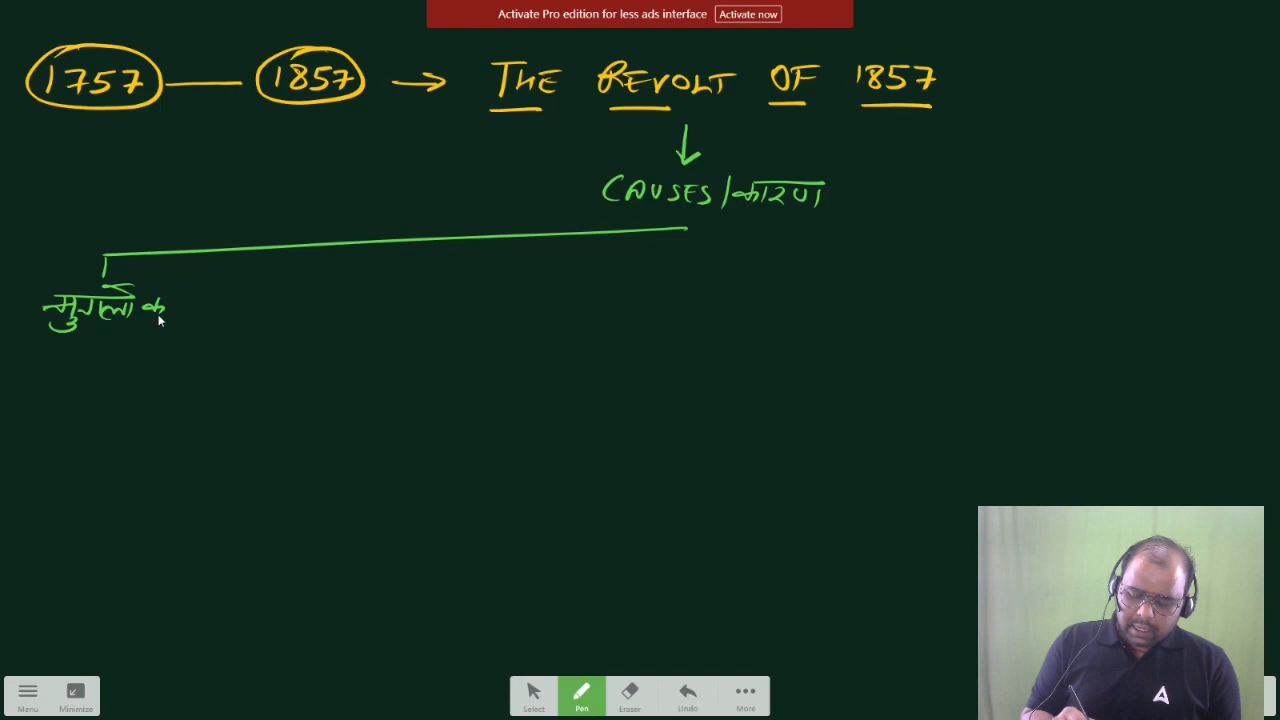 Activate Pro edition for less ads interface Activate now
1757 — 1857 → THE REVOLT OF 1857
CAUSES/कारण
मुगलों क
Menu Minimize Select Pen Eraser Undo More